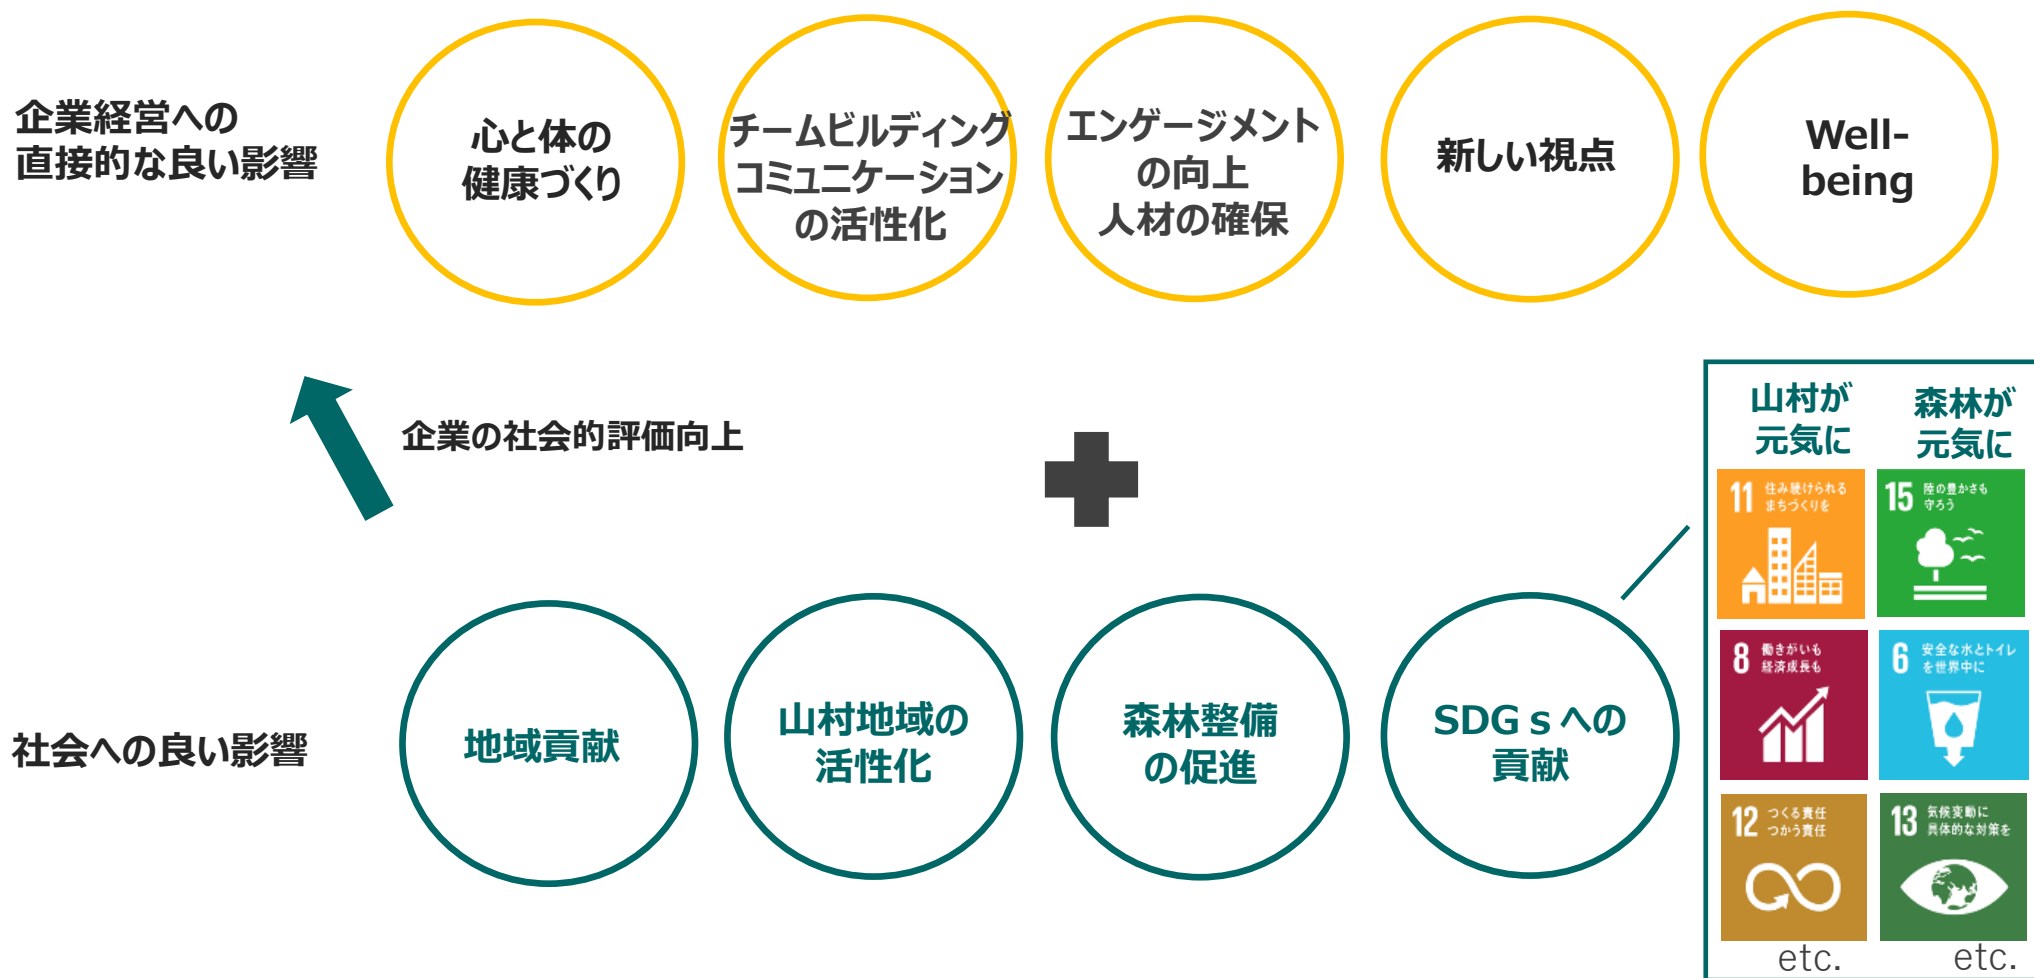 企業経営への
直接的な良い影響
心と体の
健康づくり
チームビルディング
コミュニケーション
の活性化
エンゲージメント
の向上
人材の確保
新しい視点
Well-
being
企業の社会的評価向上
社会への良い影響
地域貢献
山村地域の
活性化
森林整備
の促進
SDGｓへの
貢献
山村が
元気に
11 住み続けられる
まちづくりを
8 働きがいも
経済成長も
12 つくる責任
つかう責任
etc.
森林が
元気に
15 陸の豊かさも
守ろう
6 安全な水とトイレ
を世界中に
13 気候変動に
具体的な対策を
etc.